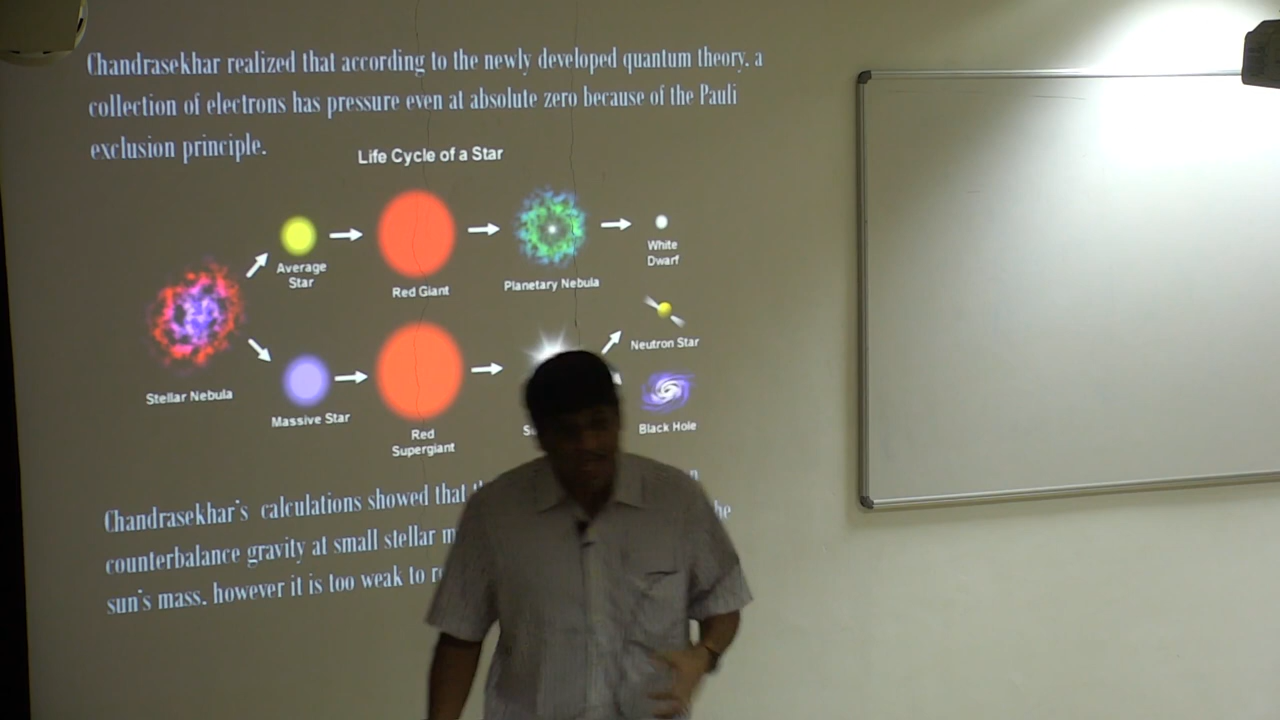 Chandrasekhar realized that according to the newly developed quantum theory. a
collection of electrons has pressure even at absolute zero because of the Pauli
exclusion principle.
Life Cycle of a Star
Average
Star
Red Giant
Planetary Nebula
White
Dwarf
Stellar Nebula
Massive Star
Red
Supergiant
Neutron Star
Black Hole
Chandrasekhar's calculations showed that
counterbalance gravity at small stellar
sun's mass. however it is too weak to